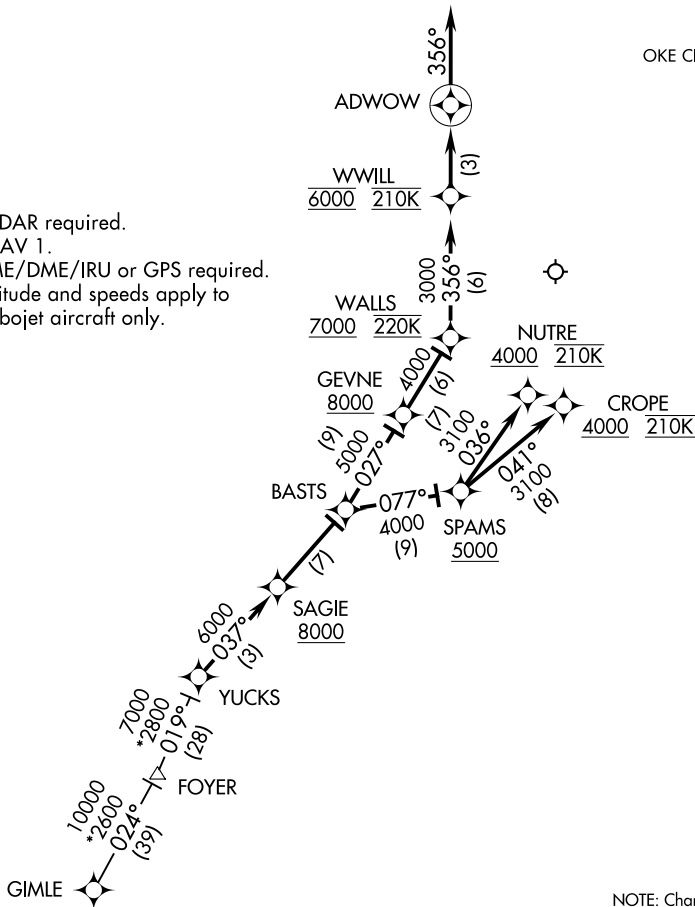 356°
OKE
ADWOW
(3)
WWILL
6000 210K
DAR required.
AV 1.
ME/DME/IRU or GPS required.
itude and speeds apply to
bojet aircraft only.
3000
356°
(6)
WALLS
7000 220K
NUTRE
4000 210K
4000
(6)
GEVNE
8000
CROPE
4000 210K
(7)
3100
036°
(9)
5000
027°
041°
3100
(8)
BASTS
077°
4000
(9)
SPAMS
5000
(7)
SAGIE
8000
6000
037°
(3)
YUCKS
7000
*2800
019°
(28)
FOYER
10000
*2600
024°
(39)
GIMLE
NOTE: